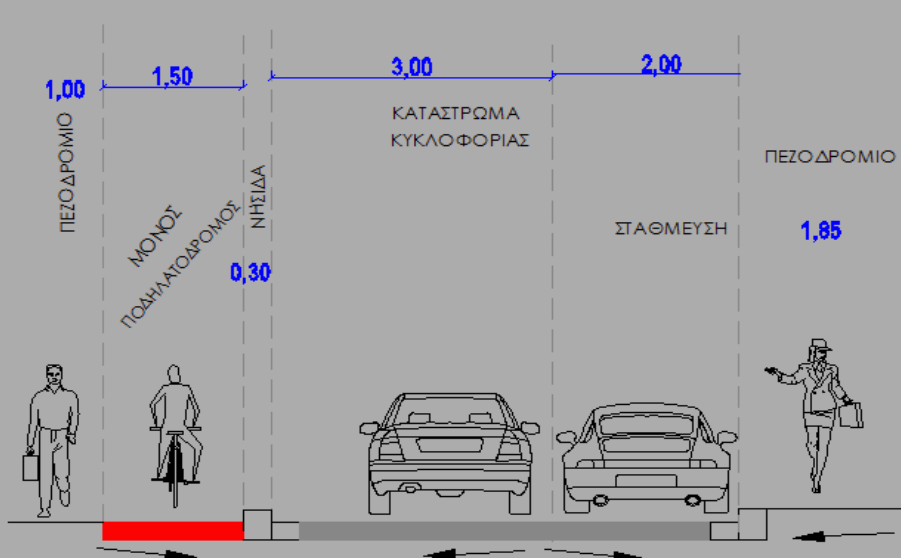 1,00
1,50
3,00
2,00
ΠΕΖΟΔΡΟΜΙΟ
ΜΟΝΟΣ
ΠΟΔΗΛΑΤΟΔΡΟΜΟΣ
ΝΗΣΙΔΑ
0,30
ΚΑΤΑΣΤΡΩΜΑ
ΚΥΚΛΟΦΟΡΙΑΣ
ΣΤΑΘΜΕΥΣΗ
ΠΕΖΟΔΡΟΜΙΟ
1,85